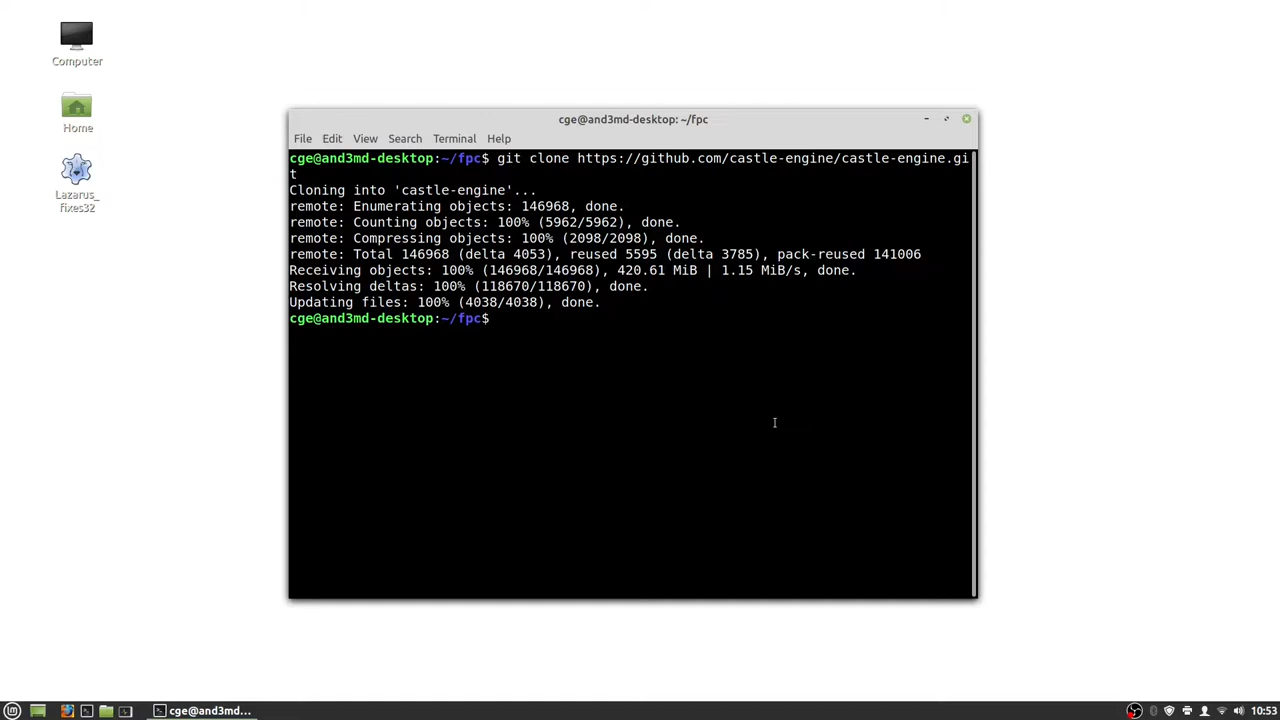 Computer
Home
Lazarus_
fixes32
cge@and3md-desktop: ~/fpc
File Edit View Search Terminal Help
cge@and3md-desktop:~/fpc$ git clone https://github.com/castle-engine/castle-engine.gi
t
Cloning into 'castle-engine'...
remote: Enumerating objects: 146968, done.
remote: Counting objects: 100% (5962/5962), done.
remote: Compressing objects: 100% (2098/2098), done.
remote: Total 146968 (delta 4053), reused 5595 (delta 3785), pack-reused 141006
Receiving objects: 100% (146968/146968), 420.61 MiB | 1.15 MiB/s, done.
Resolving deltas: 100% (118670/118670), done.
Updating files: 100% (4038/4038), done.
cge@and3md-desktop:~/fpc$
cge@and3md...
10:53